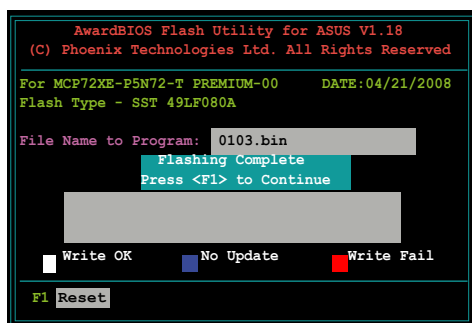 AwardBIOS Flash Utility for ASUS V1.18
(C) Phoenix Technologies Ltd. All Rights Reserved
For MCP72XE-P5N72-T PREMIUM-00 DATE:04/21/2008
Flash Type - SST 49LF080A
File Name to Program: 0103.bin
Flashing Complete
Press <F1> to Continue
Write OK No Update Write Fail
F1 Reset